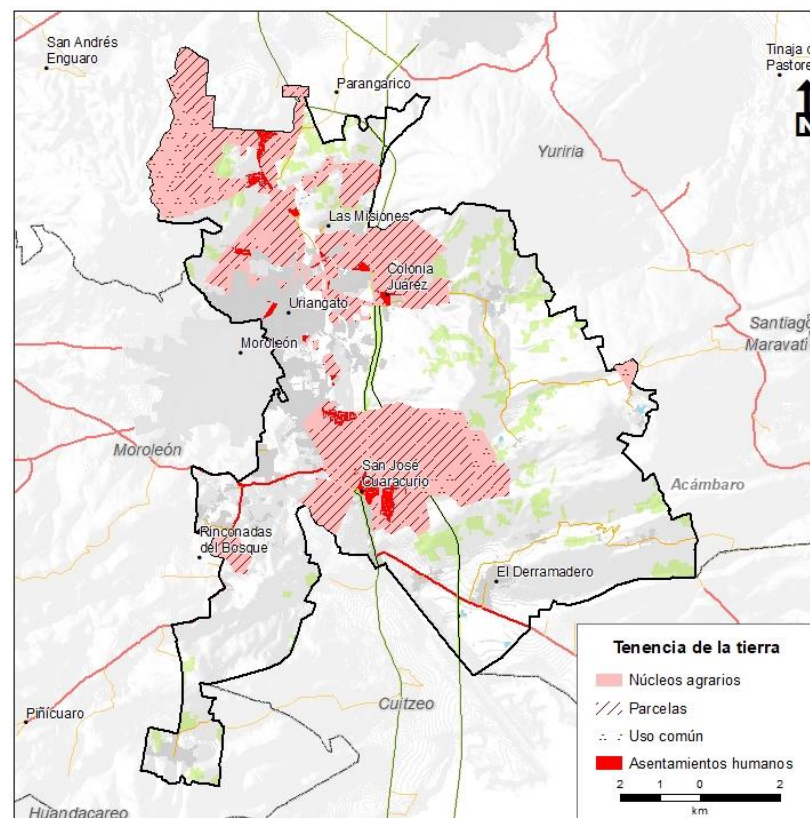 San Andrés
Enguaro
Parangarico
Tinaja
Pastore
N
Yuriria
Las Misiones
Colonia
Juárez
Uriangato
Moroleón
Santiago
Maravatí
Moroleón
San José
Cuaracurio
Acámbaro
Rinconadas
del Bosque
El Derramadero
Cuitzeo
Piñícuaro
Huandacareo
Tenencia de la tierra
Núcleos agrarios
Parcelas
Uso común
Asentamientos humanos
2 1 0 2
km